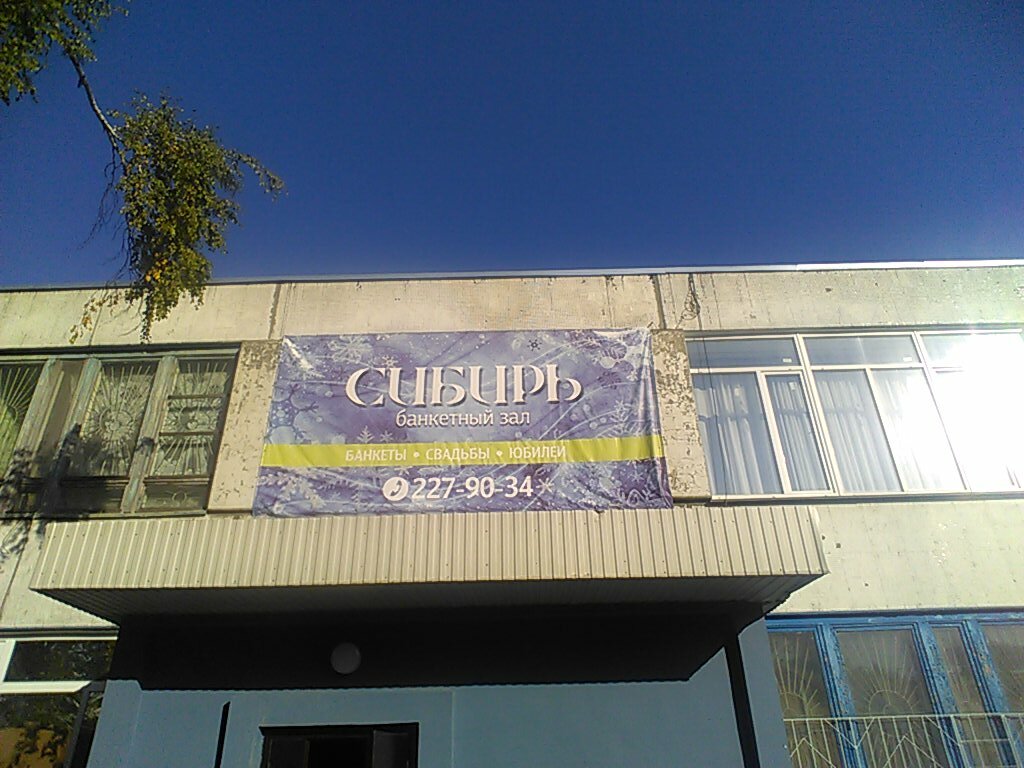 СИБИРЬ
банкетный зал
БАНКЕТЫ • СВАДЬБЫ • ЮБИЛЕИ
227-90-34